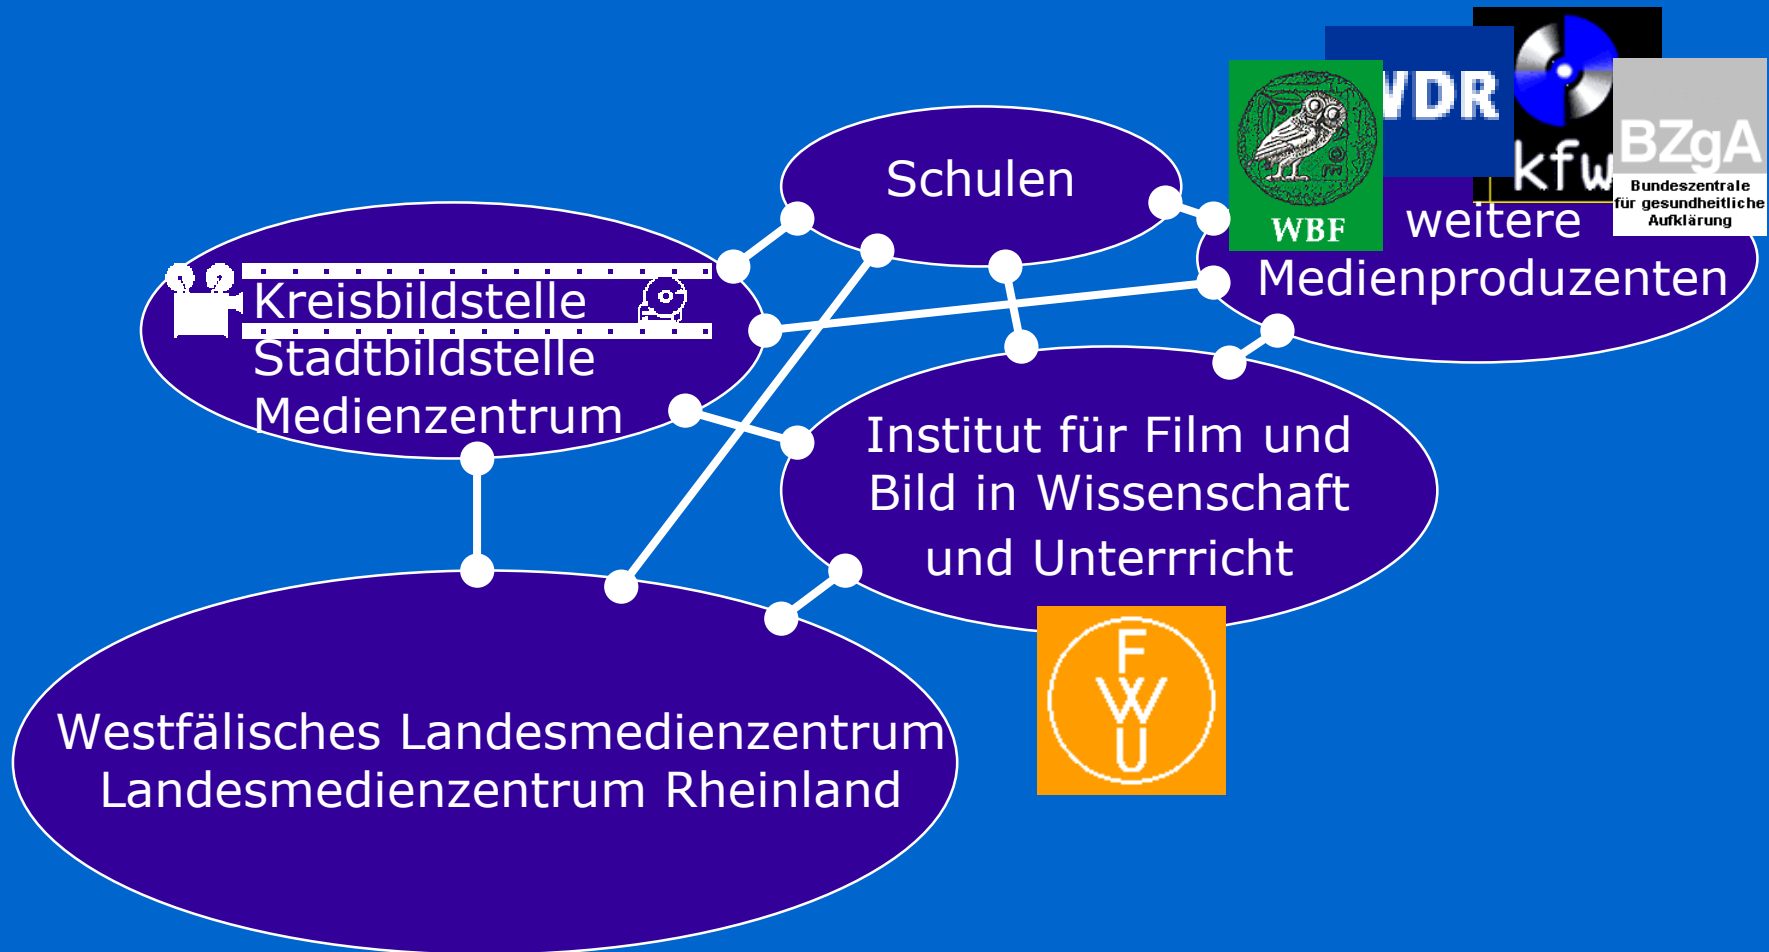 Schulen
WBF
WDR
kfw
BZgA
Bundeszentrale
für gesundheitliche
Aufklärung
weitere
Medienproduzenten
Kreisbildstelle
Stadtbildstelle
Medienzentrum
Institut für Film und
Bild in Wissenschaft
und Unterrricht
F
W
U
Westfälisches Landesmedienzentrum
Landesmedienzentrum Rheinland